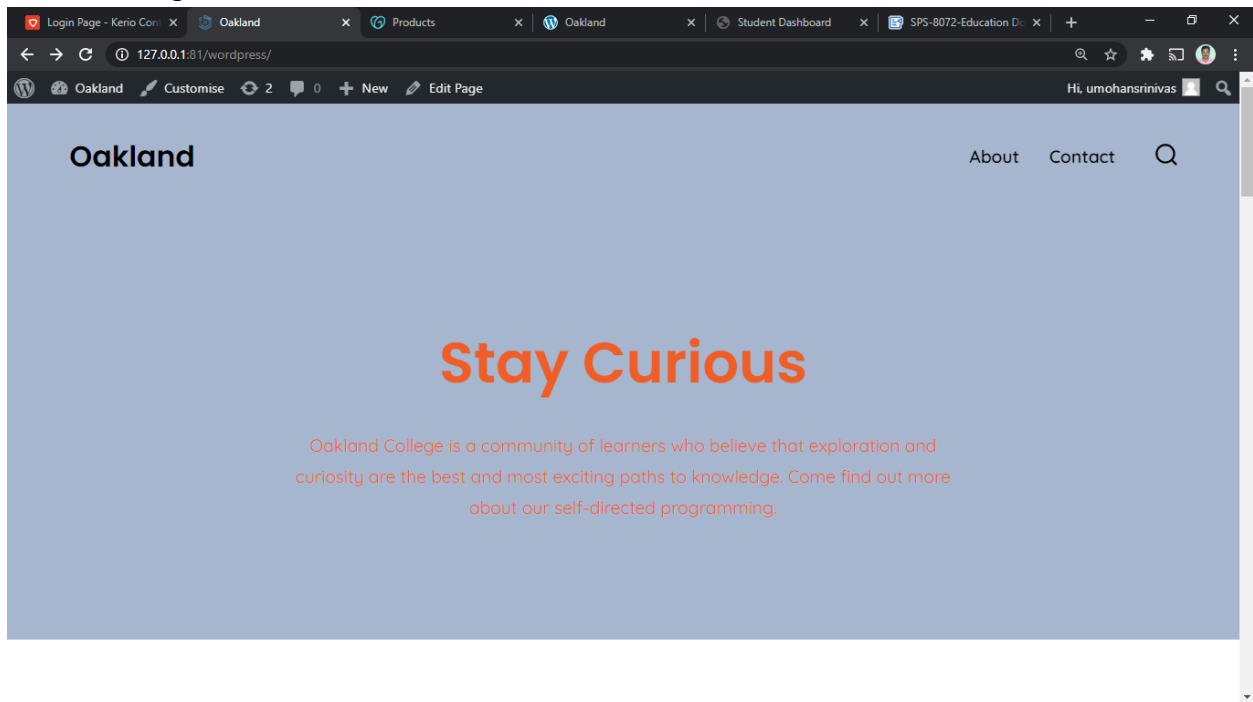 Login Page - Kerio Cont
Oakland
Products
Oakland
Student Dashboard
SPS-8072-Education Do
127.0.0.1:81/wordpress/
Oakland Customise 2 0 New Edit Page Hi, umohansrinivas
Oakland
About Contact
Stay Curious
Oakland College is a community of learners who believe that exploration and
curiosity are the best and most exciting paths to knowledge. Come find out more
about our self-directed programming.